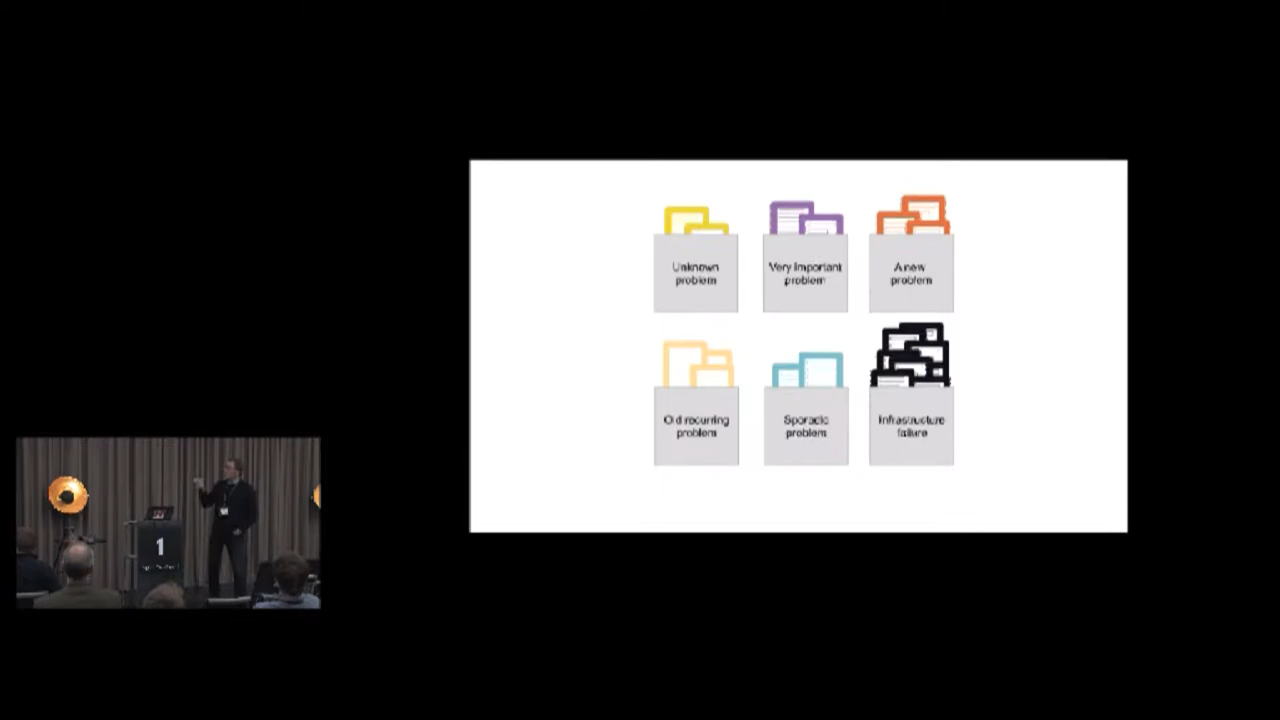 Unknown
problem
Very important
problem
A new
problem
Old recurring
problem
Sporadic
problem
Infrastructure
failure
1